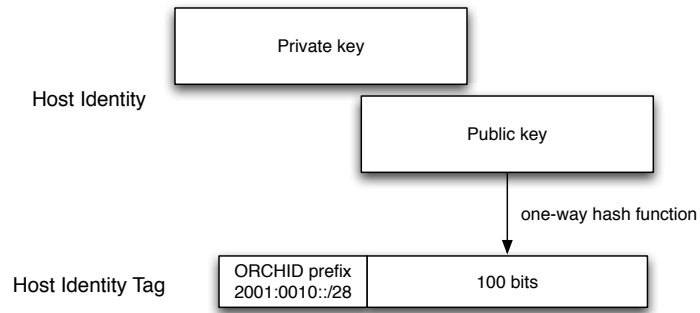 Private key
Host Identity
Public key
one-way hash function
ORCHID prefix
2001:0010::/28
100 bits
Host Identity Tag